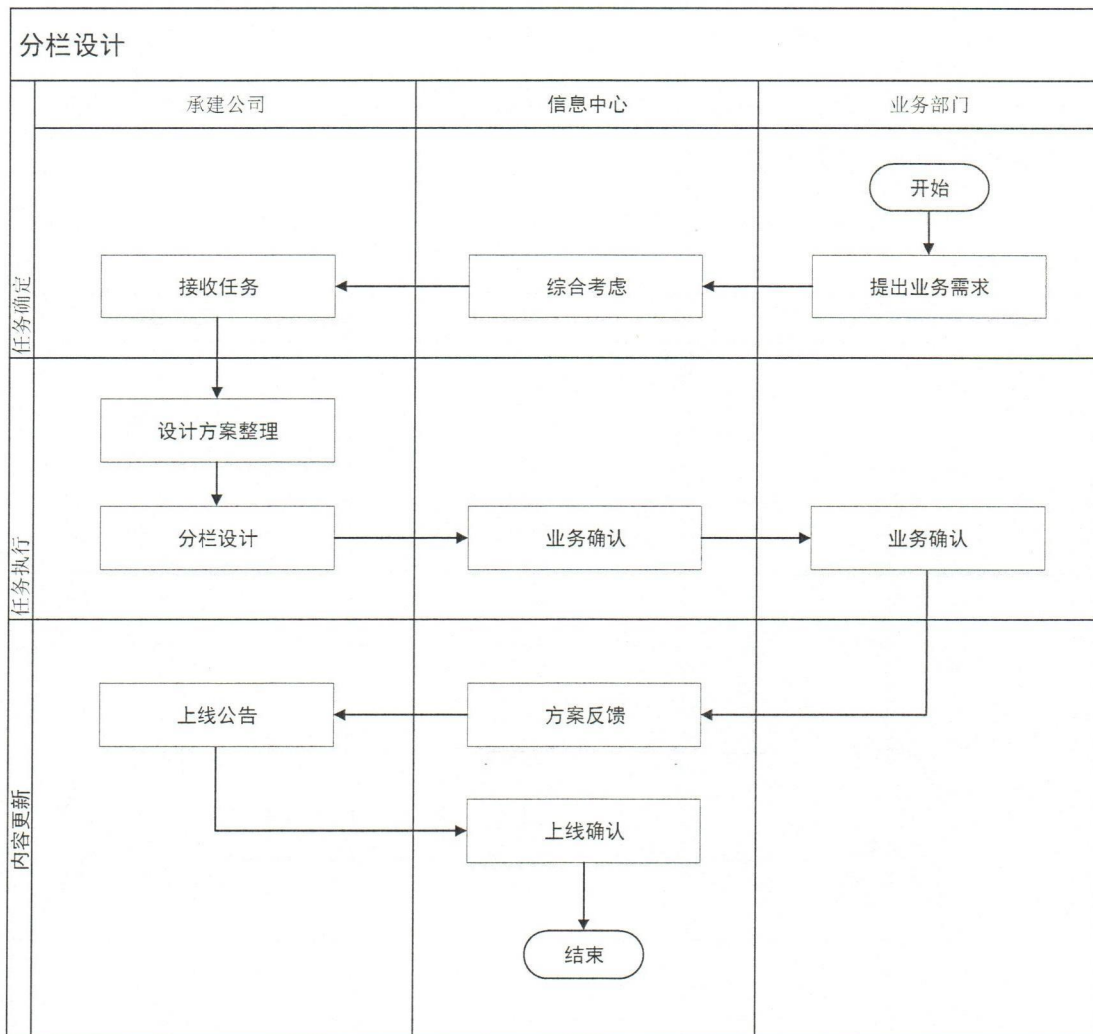 分栏设计
承建公司
信息中心
业务部门
任务确定
开始
接收任务
综合考虑
提出业务需求
任务执行
设计方案整理
分栏设计
业务确认
业务确认
内容更新
上线公告
方案反馈
上线确认
结束